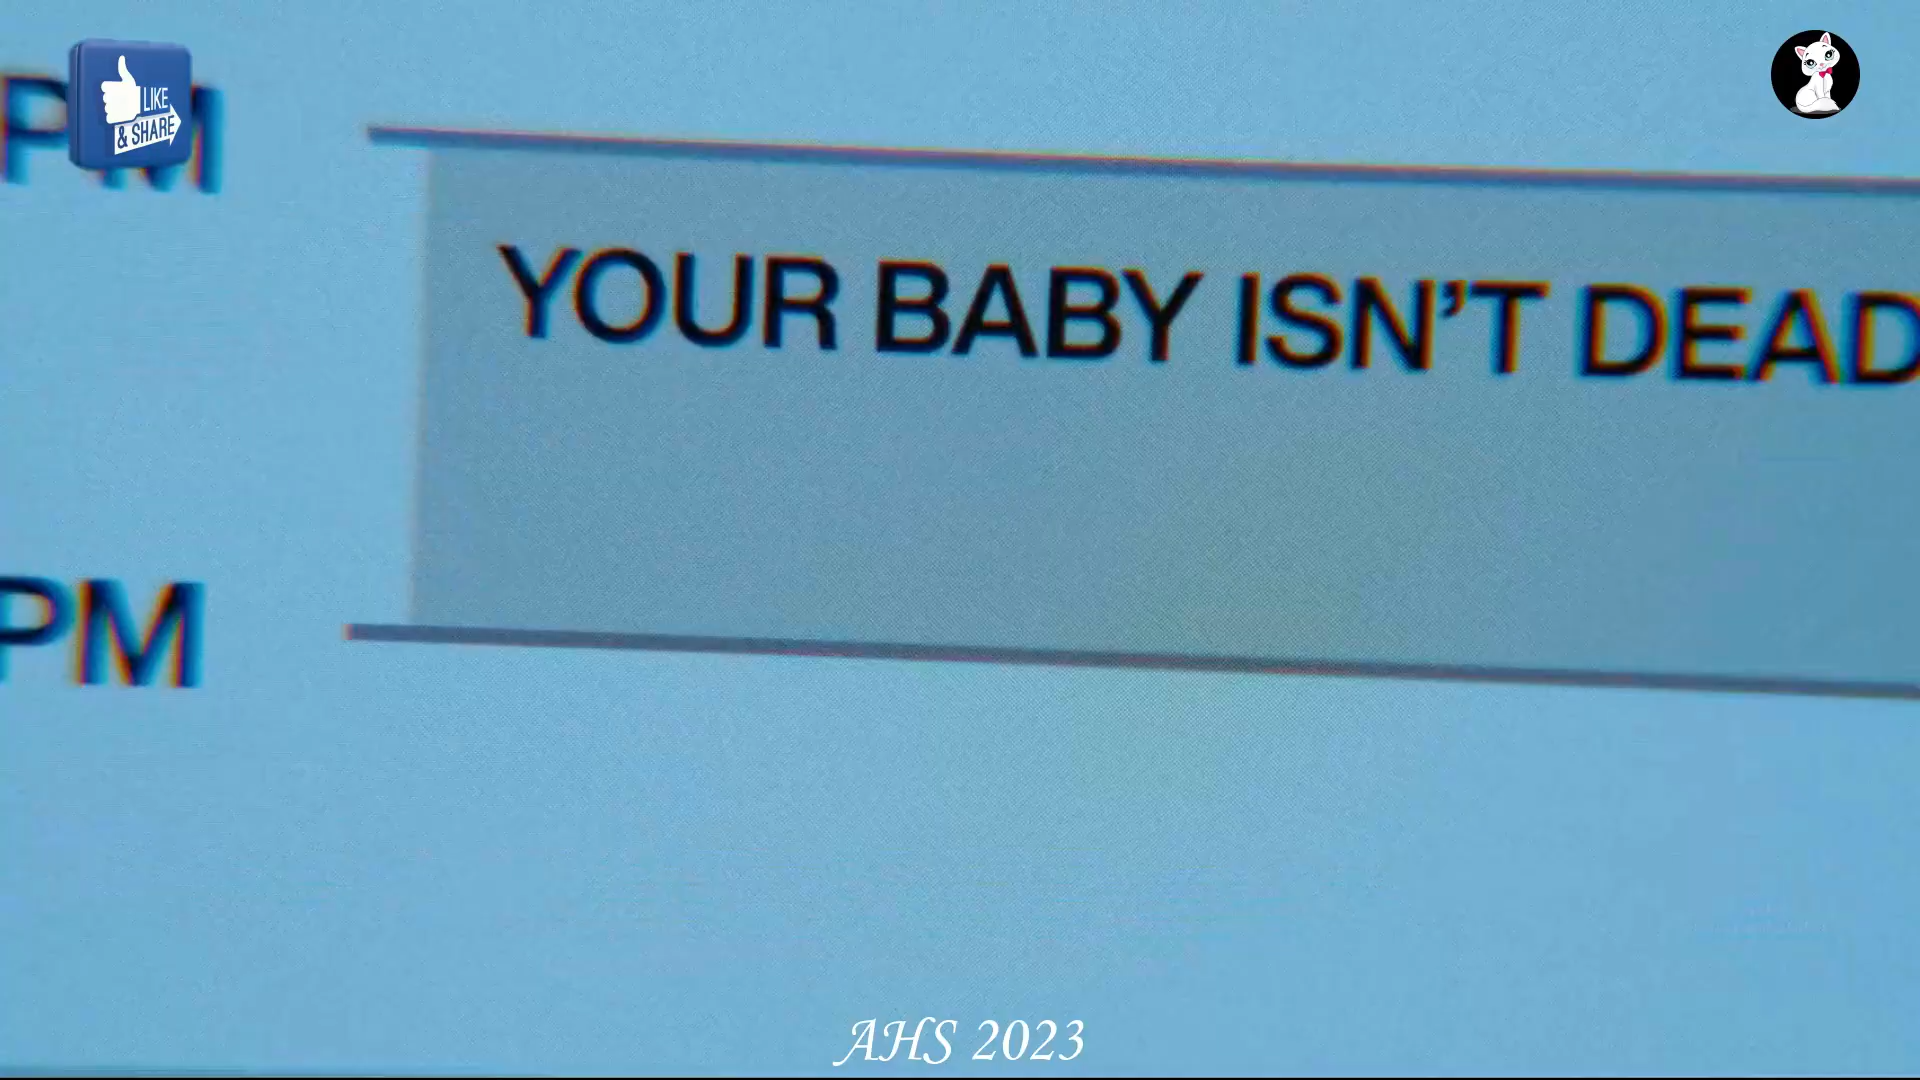 PM
LIKE
& SHARE
YOUR BABY ISN'T DEAD
PM
AHS 2023